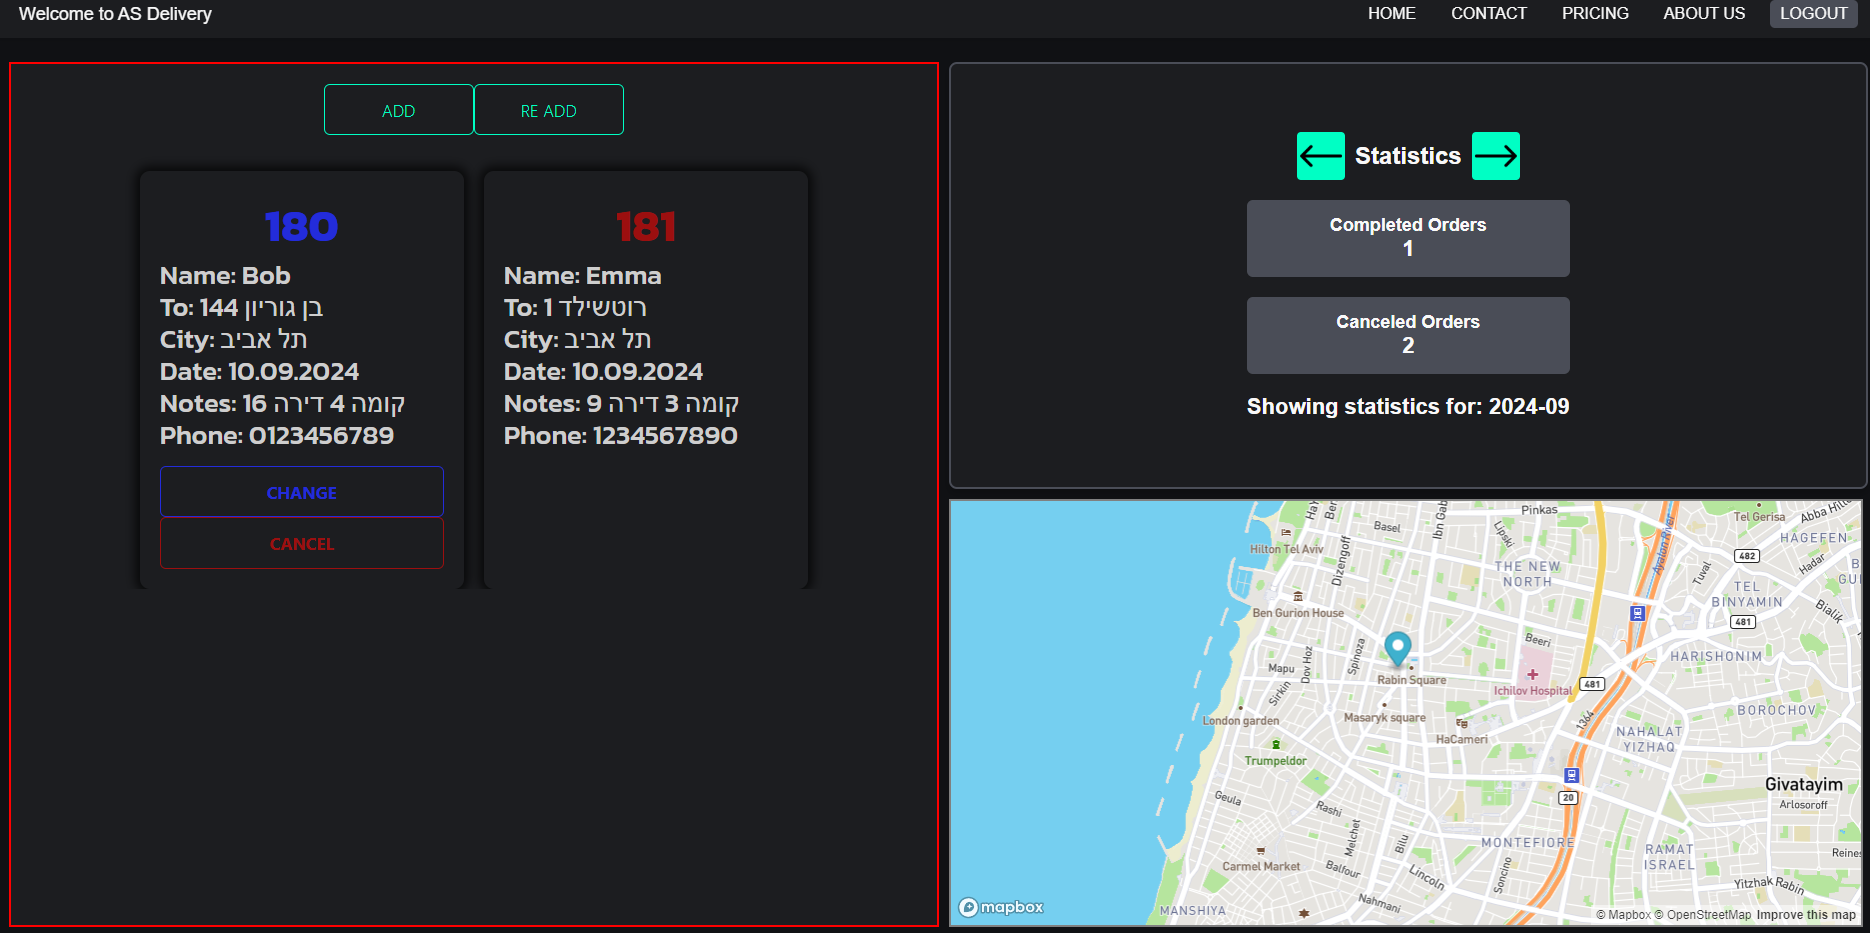 Welcome to AS Delivery
HOME CONTACT PRICING ABOUT US LOGOUT
ADD RE ADD
180
Name: Bob
To: בן גוריון 144
City: תל אביב
Date: 10.09.2024
Notes: קומה 4 דירה 16
Phone: 0123456789
CHANGE
CANCEL
181
Name: Emma
To: רוטשילד 1
City: תל אביב
Date: 10.09.2024
Notes: קומה 3 דירה 9
Phone: 1234567890
Statistics
Completed Orders
1
Canceled Orders
2
Showing statistics for: 2024-09
Pinkas
Tel Gerisa
Basel
Lipski
HAGEFEN
Hilton Tel Aviv
Dizengoff
482
Hadar
Ayalon River
THE NEW
NORTH
Tuval
TEL
BINYAMIN
Ben Gurion House
Bialik
481
Beeri
Spinoza
HARISHONIM
Mapu
Dov Hoz
Rabin Square
Sirkin
Ichilov Hospital
481
London garden
Masaryk square
BOROCHOV
1364
HaCameri
NAHALAT
YIZHAQ
Trumpeldor
Givatayim
Geula
20
Arlosoroff
Rashi
Melchet
Bilu
MONTEFIORE
RAMAT
ISRAEL
Carmel Market
Balfour
Lincoln
Soncino
Yitzhak Rabin
Nahmani
MANSHIYA
mapbox
© Mapbox © OpenStreetMap Improve this map